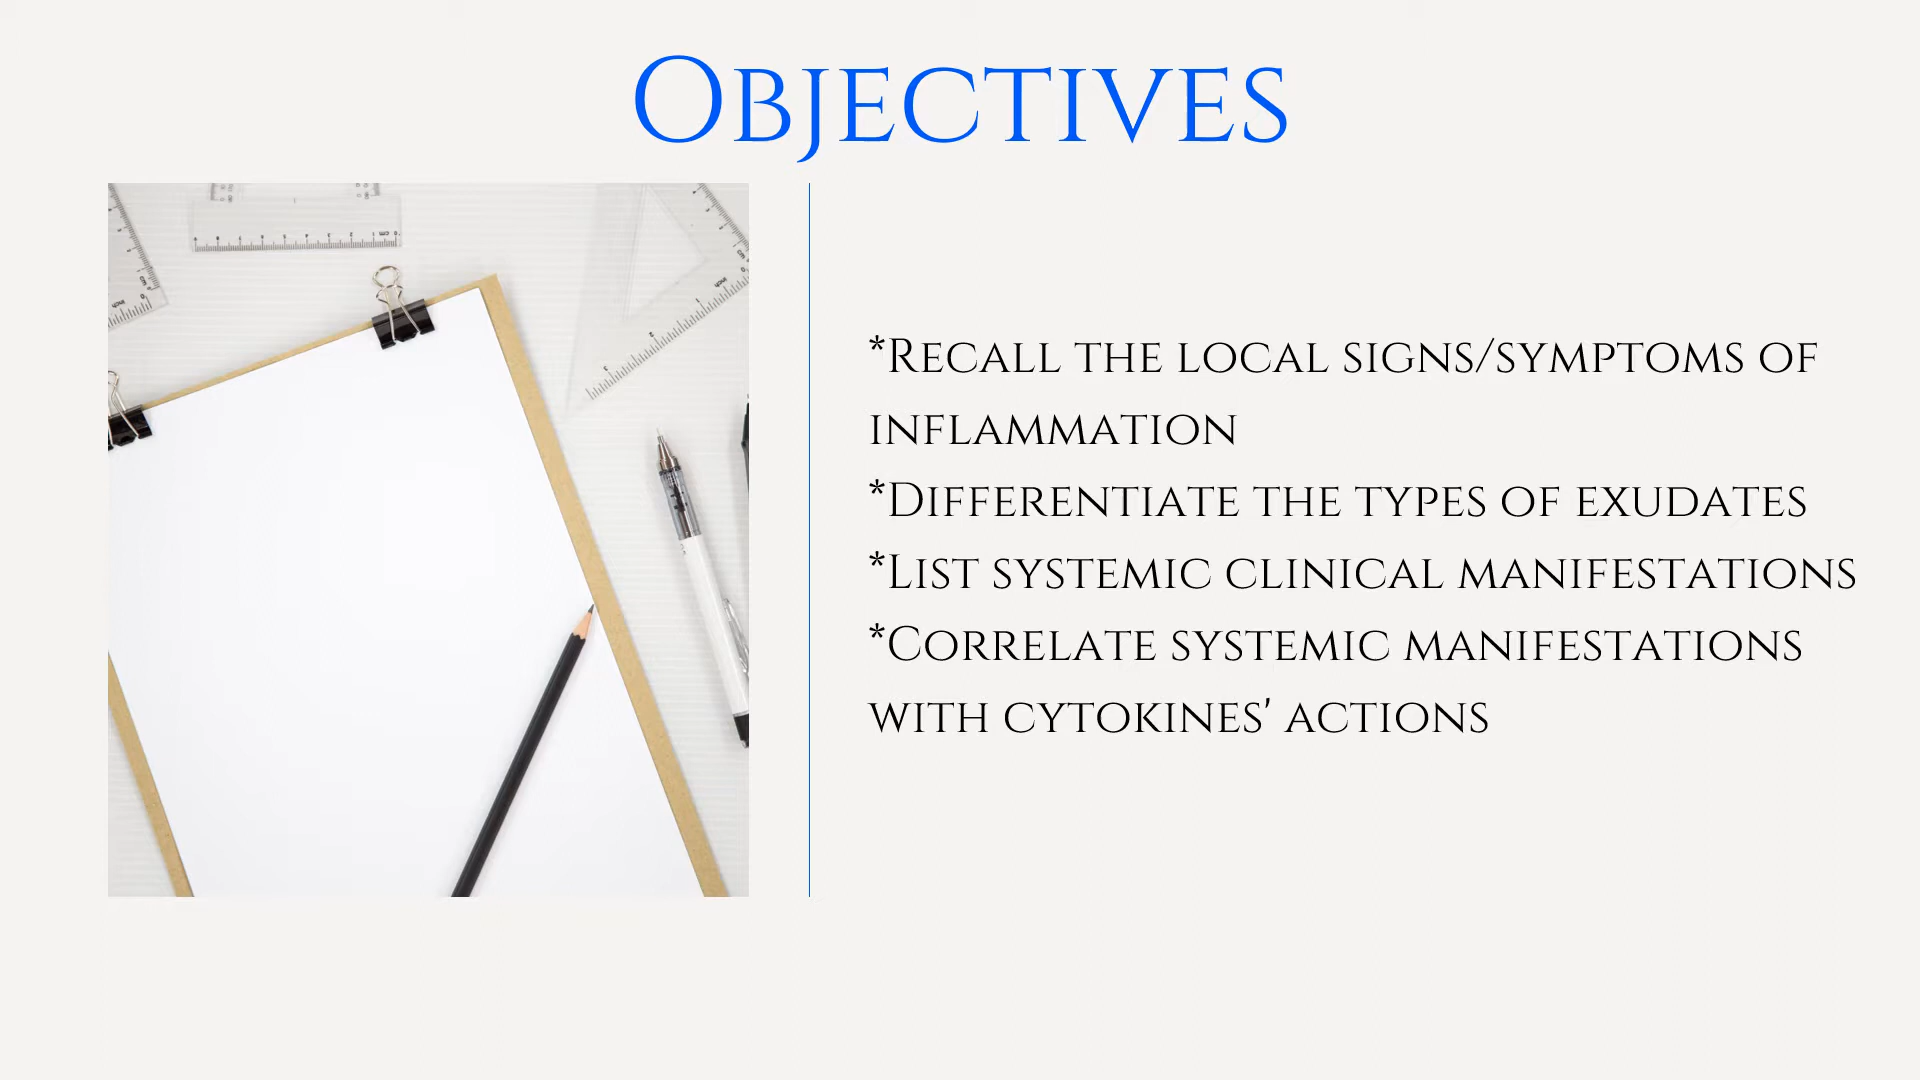 Objectives
*Recall the local signs/symptoms of
inflammation
*Differentiate the types of exudates
*List systemic clinical manifestations
*Correlate systemic manifestations
with cytokines' actions